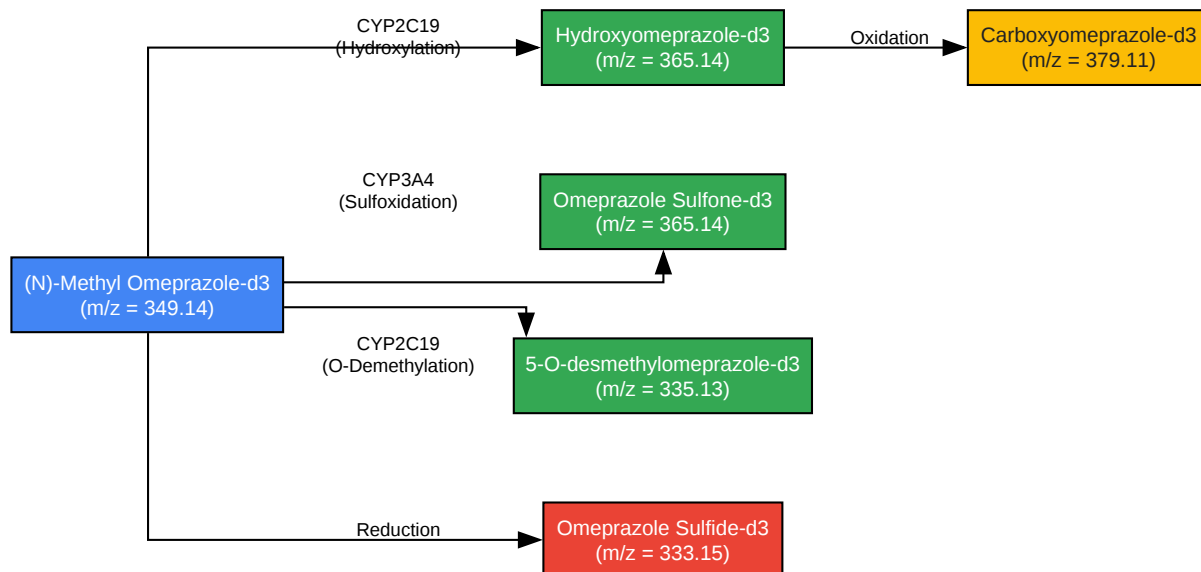 CYP2C19
(Hydroxylation)
Hydroxyomeprazole-d3
(m/z = 365.14)
Oxidation
Carboxyomeprazole-d3
(m/z = 379.11)
CYP3A4
(Sulfoxidation)
Omeprazole Sulfone-d3
(m/z = 365.14)
(N)-Methyl Omeprazole-d3
(m/z = 349.14)
CYP2C19
(O-Demethylation)
5-O-desmethylomeprazole-d3
(m/z = 335.13)
Reduction
Omeprazole Sulfide-d3
(m/z = 333.15)